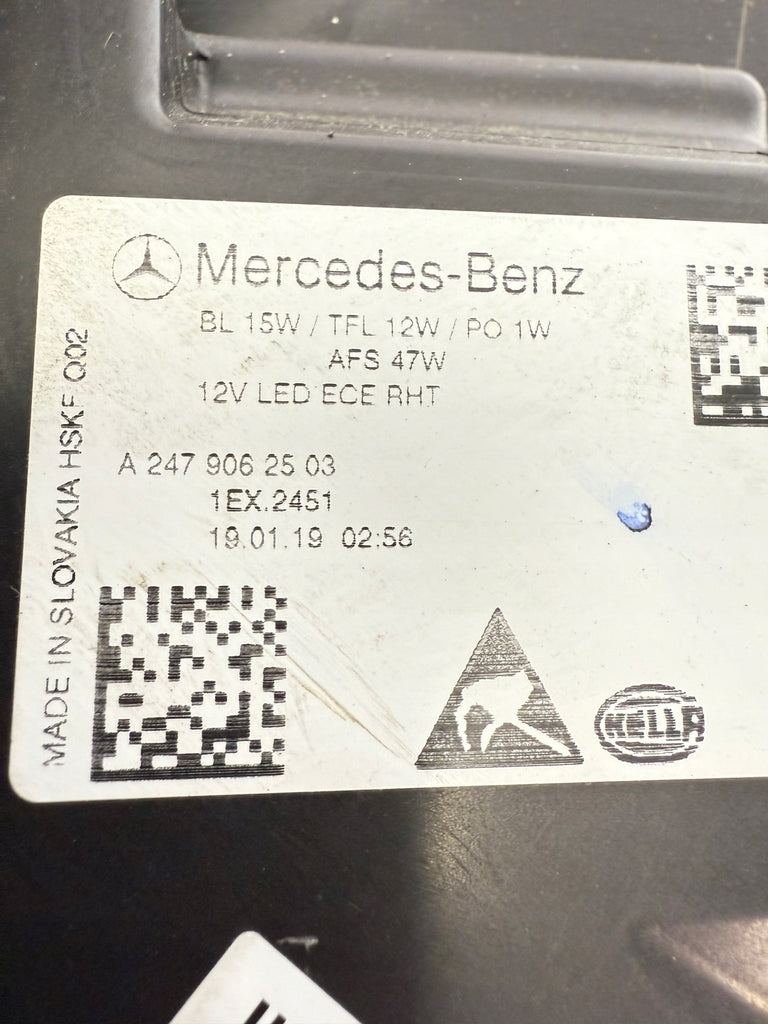 Mercedes-Benz
BL 15W / TFL 12W / PO 1W
AFS 47W
12V LED ECE RHT
A 247 906 25 03
1EX.2451
19.01.19 02:56
MADE IN SLOVAKIA HSKF Q02
HELLA